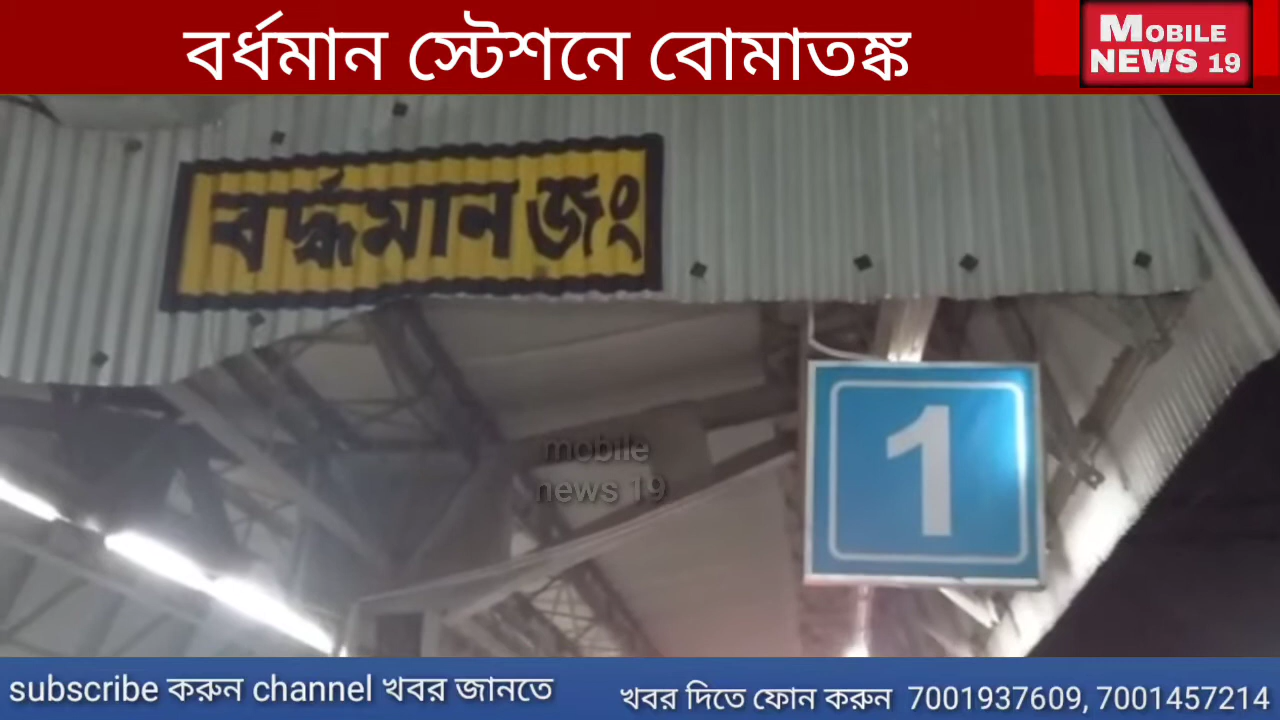 বর্ধমান স্টেশনে বোমাতঙ্ক
MOBILE
NEWS 19
বর্দ্ধমান জং
1
mobile
news 19
subscribe করুন channel খবর জানতে
খবর দিতে ফোন করুন 7001937609, 7001457214